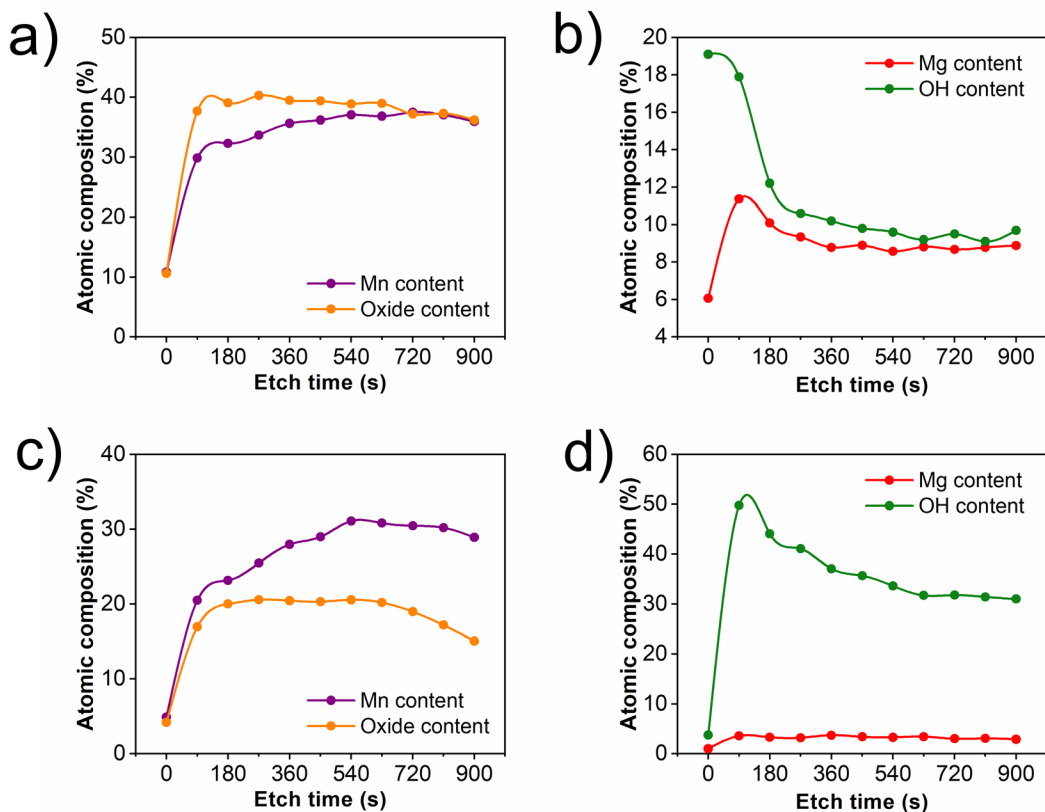 a)
Atomic composition (%)
50
40
30
20
10
0
Mn content
Oxide content
0 180 360 540 720 900
Etch time (s)
b)
Atomic composition (%)
20
18
16
14
12
10
8
6
4
Mg content
OH content
0 180 360 540 720 900
Etch time (s)
c)
Atomic composition (%)
40
30
20
10
0
Mn content
Oxide content
0 180 360 540 720 900
Etch time (s)
d)
Atomic composition (%)
60
50
40
30
20
10
0
Mg content
OH content
0 180 360 540 720 900
Etch time (s)